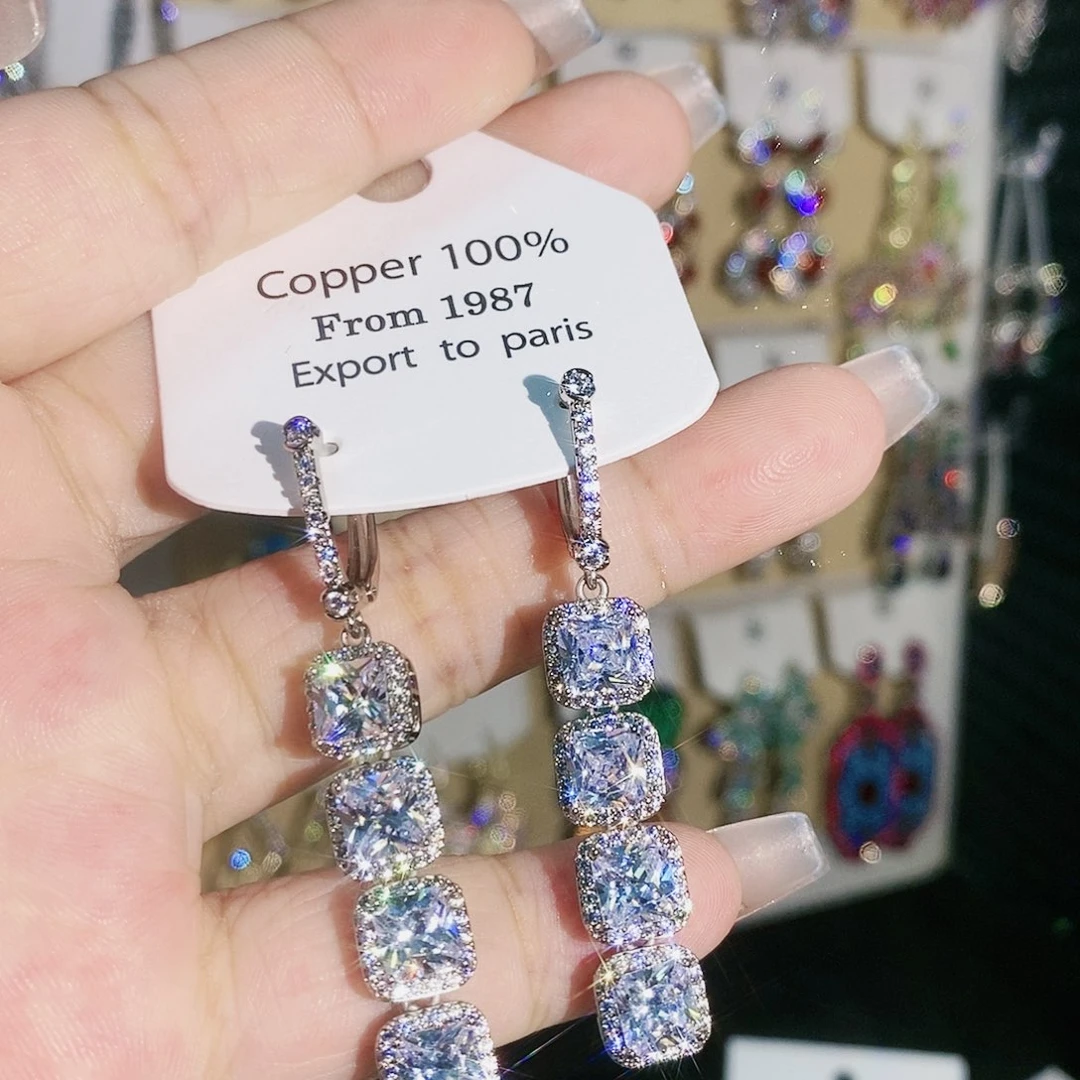 Copper 100%
From 1987
Export to paris